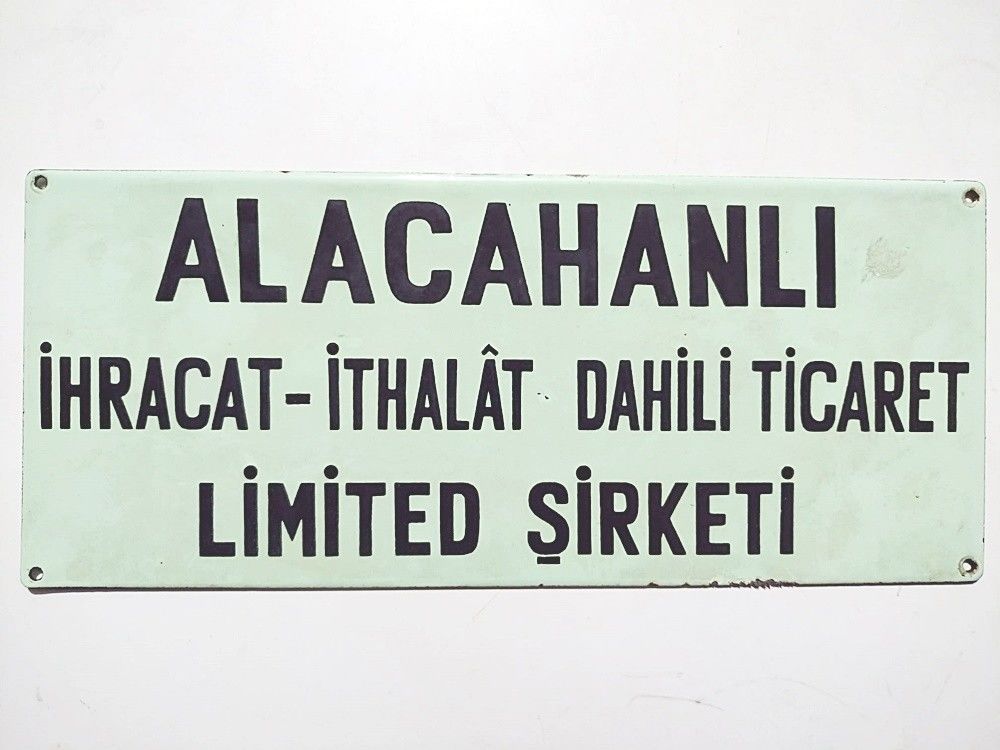 ALACAHANLI
İHRACAT-İTHALÂT DAHİLİ TİCARET
LİMİTED ŞİRKETİ